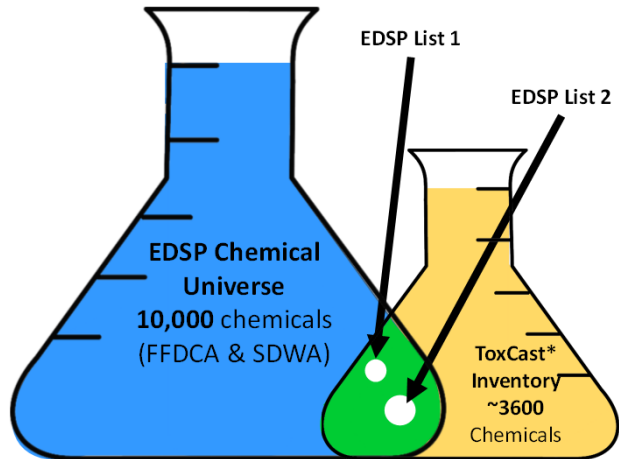 EDSP List 1
EDSP List 2
EDSP Chemical
Universe
10,000 chemicals
(FFDCA & SDWA)
ToxCast*
Inventory
~3600
Chemicals